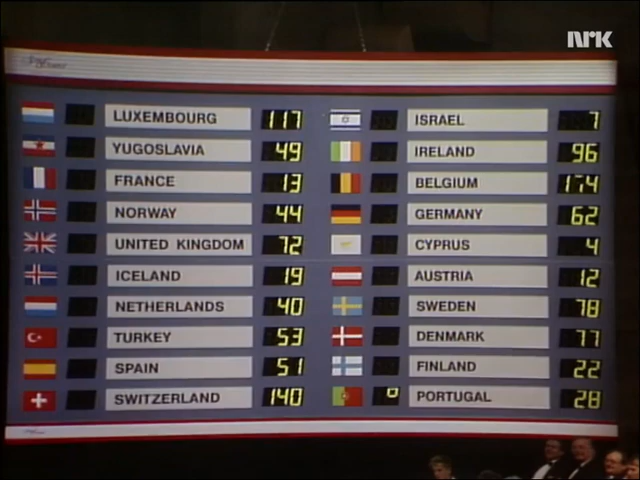 NRK
LUXEMBOURG 117
YUGOSLAVIA 49
FRANCE 13
NORWAY 44
UNITED KINGDOM 72
ICELAND 19
NETHERLANDS 40
TURKEY 53
SPAIN 51
SWITZERLAND 140
ISRAEL 7
IRELAND 96
BELGIUM 174
GERMANY 62
CYPRUS 4
AUSTRIA 12
SWEDEN 78
DENMARK 77
FINLAND 22
0 PORTUGAL 28